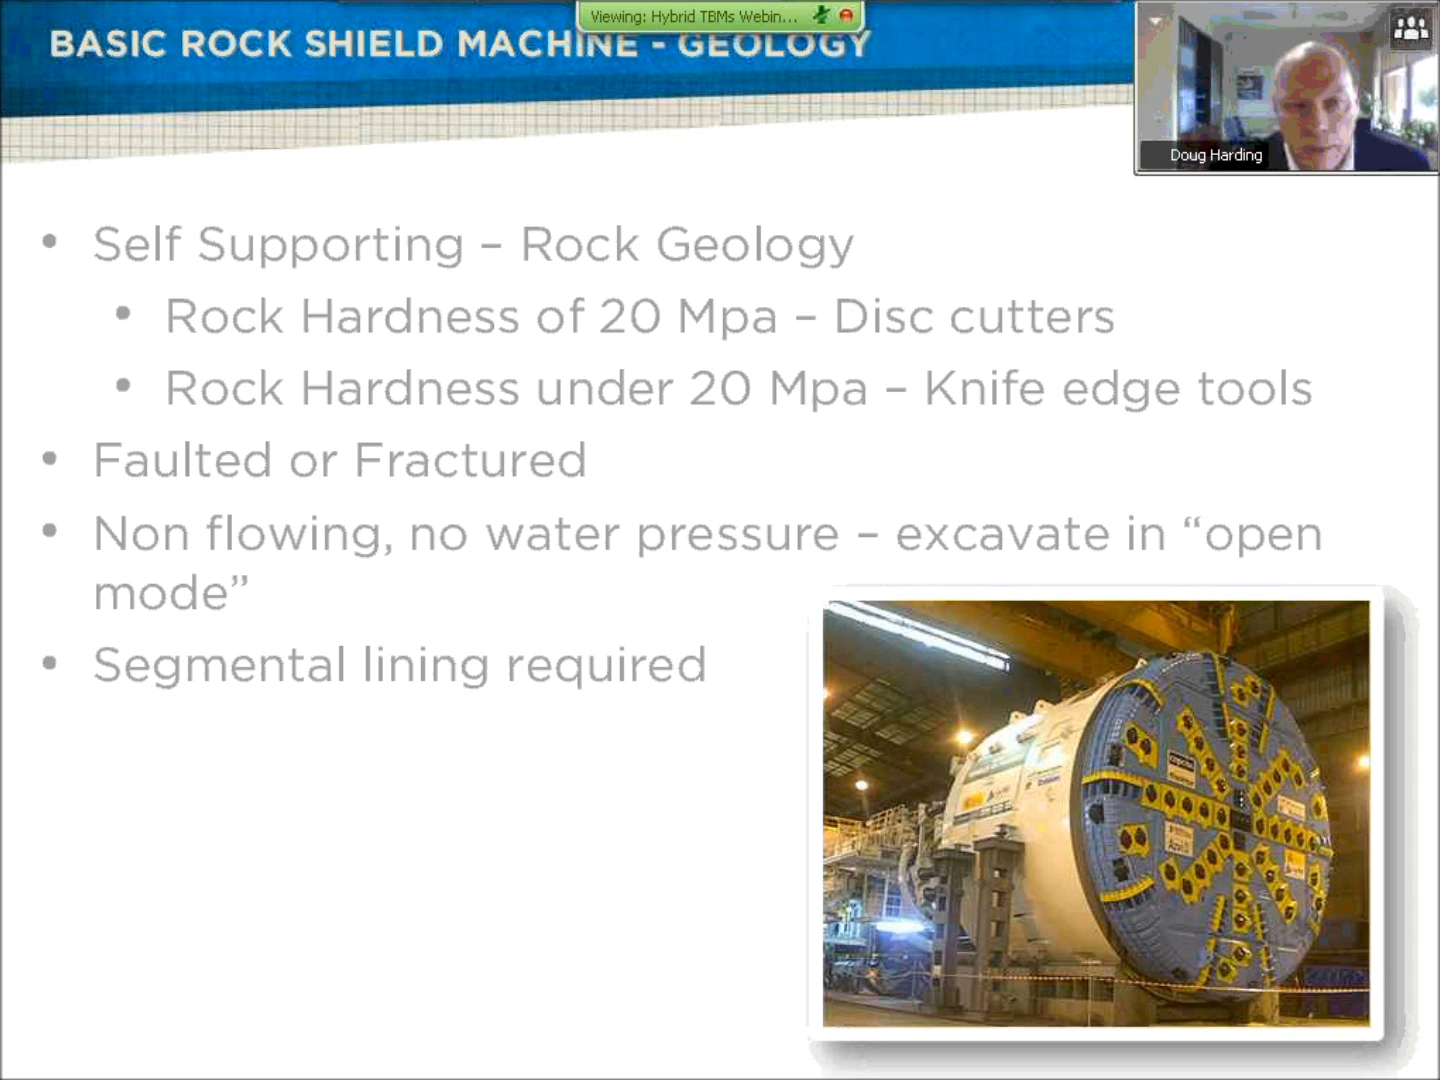 Viewing: Hybrid TBMs Webin...
BASIC ROCK SHIELD MACHINE - GEOLOGY
Doug Harding
• Self Supporting – Rock Geology
• Rock Hardness of 20 Mpa – Disc cutters
• Rock Hardness under 20 Mpa – Knife edge tools
• Faulted or Fractured
• Non flowing, no water pressure – excavate in “open
mode”
• Segmental lining required